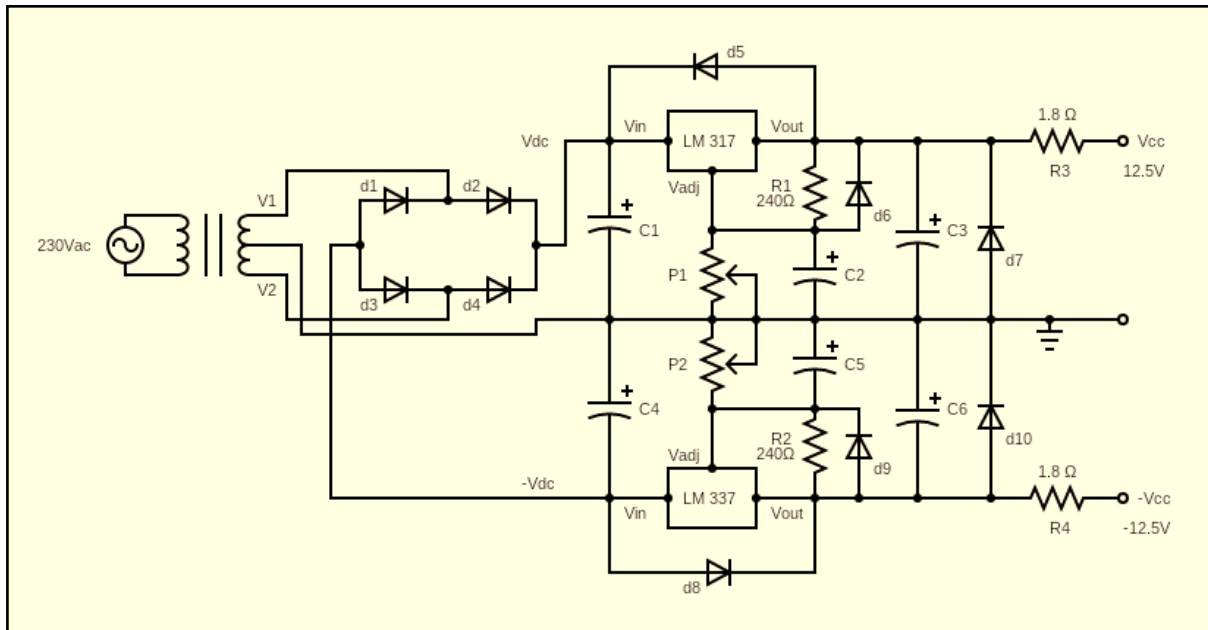 d5
1.8 Ω
Vdc
Vin
LM 317
Vout
Vcc
R3
12.5V
Vadj
R1
240Ω
d6
d1
d2
V1
+
C1
+
C3
230Vac
+
C2
d7
P1
V2
d3
d4
P2
+
C5
+
C4
+
C6
R2
240Ω
d10
Vadj
d9
1.8 Ω
-Vdc
Vin
LM 337
Vout
-Vcc
R4
-12.5V
d8